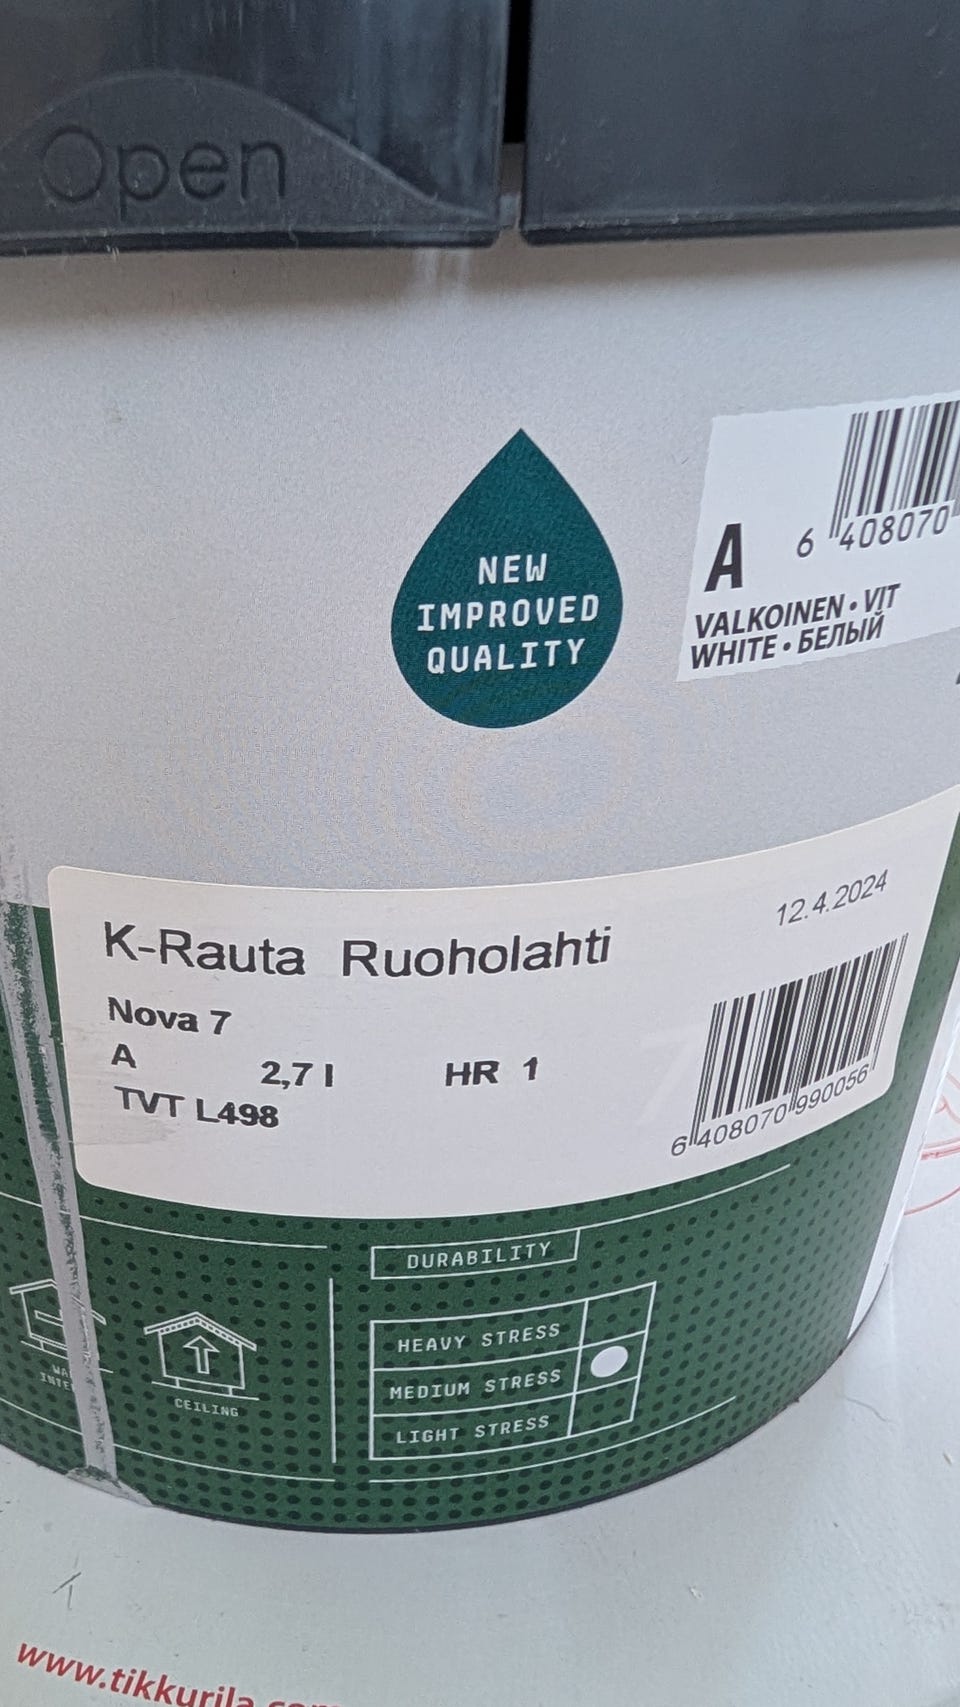 Open
NEW
IMPROVED
QUALITY
A
6 408070
VALKOINEN • VIT
WHITE • БЕЛЫЙ
K-Rauta Ruoholahti
12.4.2024
Nova 7
A 2,7 l HR 1
TVT L498
6 408070 990056
DURABILITY
HEAVY STRESS
MEDIUM STRESS
LIGHT STRESS
CEILING
www.tikkurila.com